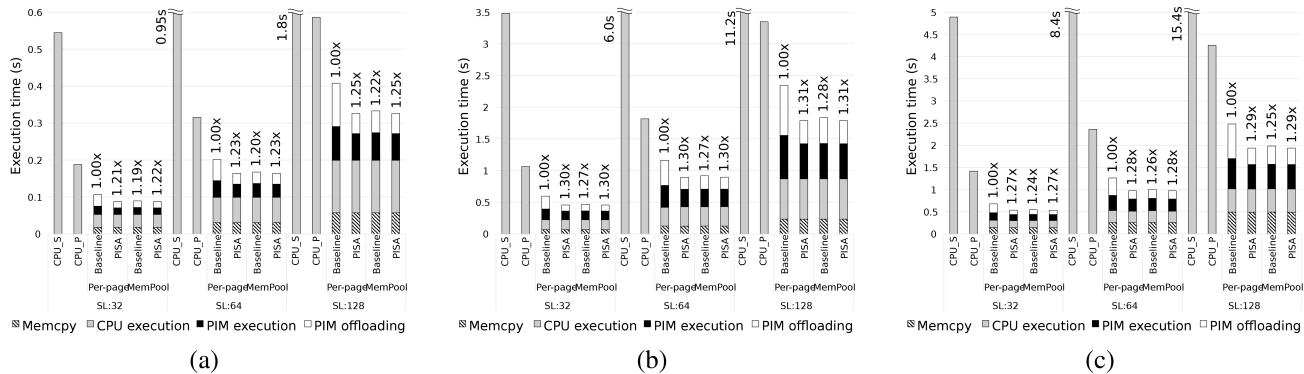 Execution time (s)
0.6
0.5
0.4
0.3
0.2
0.1
0
0.95s
1.8s
1.00x
1.21x
1.19x
1.22x
1.00x
1.23x
1.20x
1.23x
1.00x
1.25x
1.22x
1.25x
CPU_S CPU_P Baseline PISA Baseline PISA CPU_S CPU_P Baseline PISA Baseline PISA CPU_S CPU_P Baseline PISA Baseline PISA
Per-page MemPool Per-page MemPool Per-page MemPool
SL:32 SL:64 SL:128
Memcpy CPU execution PIM execution PIM offloading
(a)
Execution time (s)
3.5
3
2.5
2
1.5
1
0.5
0
6.0s
11.2s
1.00x
1.30x
1.27x
1.30x
1.00x
1.30x
1.27x
1.30x
1.00x
1.31x
1.28x
1.31x
CPU_S CPU_P Baseline PISA Baseline PISA CPU_S CPU_P Baseline PISA Baseline PISA CPU_S CPU_P Baseline PISA Baseline PISA
Per-page MemPool Per-page MemPool Per-page MemPool
SL:32 SL:64 SL:128
Memcpy CPU execution PIM execution PIM offloading
(b)
Execution time (s)
5
4.5
4
3.5
3
2.5
2
1.5
1
0.5
0
8.4s
15.4s
1.00x
1.27x
1.24x
1.27x
1.00x
1.28x
1.26x
1.28x
1.00x
1.29x
1.25x
1.29x
CPU_S CPU_P Baseline PISA Baseline PISA CPU_S CPU_P Baseline PISA Baseline PISA CPU_S CPU_P Baseline PISA Baseline PISA
Per-page MemPool Per-page MemPool Per-page MemPool
SL:32 SL:64 SL:128
Memcpy CPU execution PIM execution PIM offloading
(c)